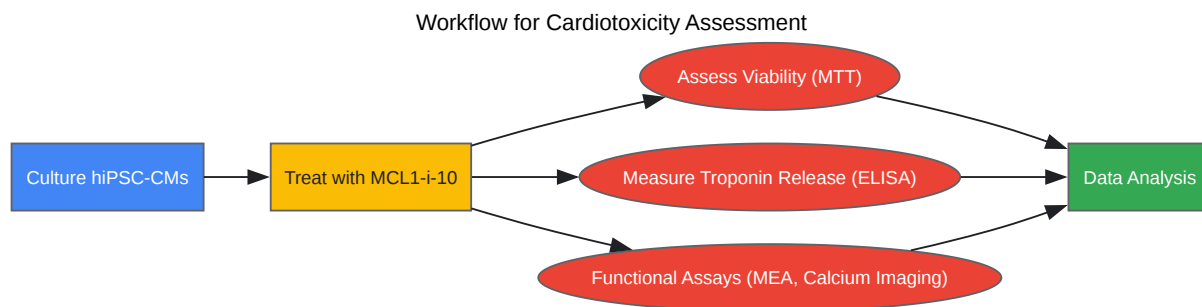 Workflow for Cardiotoxicity Assessment
Assess Viability (MTT)
Culture hiPSC-CMs
Treat with MCL1-i-10
Measure Troponin Release (ELISA)
Data Analysis
Functional Assays (MEA, Calcium Imaging)